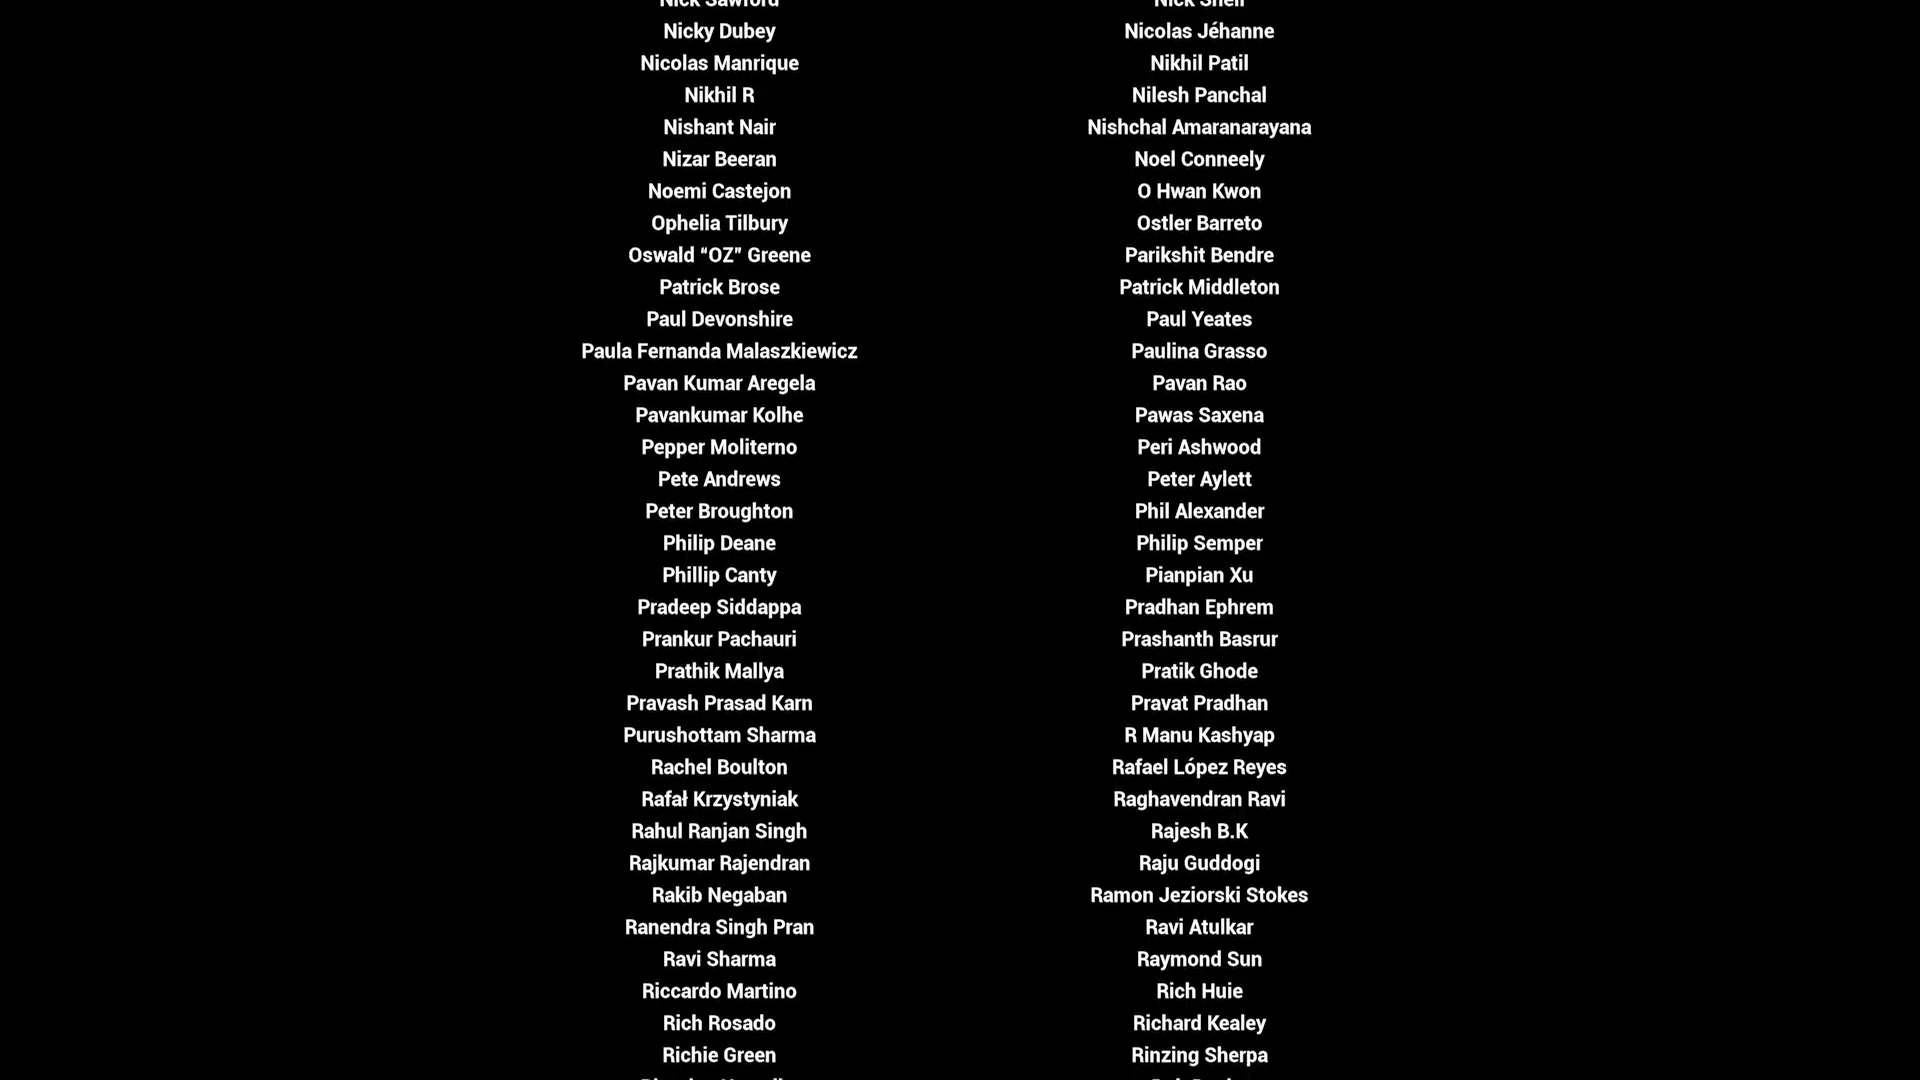 Nick Sawford Nick Shell
Nicky Dubey Nicolas Jéhanne
Nicolas Manrique Nikhil Patil
Nikhil R Nilesh Panchal
Nishant Nair Nishchal Amaranarayana
Nizar Beeran Noel Conneely
Noemi Castejon O Hwan Kwon
Ophelia Tilbury Ostler Barreto
Oswald “OZ” Greene Parikshit Bendre
Patrick Brose Patrick Middleton
Paul Devonshire Paul Yeates
Paula Fernanda Malaszkiewicz Paulina Grasso
Pavan Kumar Aregela Pavan Rao
Pavankumar Kolhe Pawas Saxena
Pepper Moliterno Peri Ashwood
Pete Andrews Peter Aylett
Peter Broughton Phil Alexander
Philip Deane Philip Semper
Phillip Canty Pianpian Xu
Pradeep Siddappa Pradhan Ephrem
Prankur Pachauri Prashanth Basrur
Prathik Mallya Pratik Ghode
Pravash Prasad Karn Pravat Pradhan
Purushottam Sharma R Manu Kashyap
Rachel Boulton Rafael López Reyes
Rafał Krzystyniak Raghavendran Ravi
Rahul Ranjan Singh Rajesh B.K
Rajkumar Rajendran Raju Guddogi
Rakib Negaban Ramon Jeziorski Stokes
Ranendra Singh Pran Ravi Atulkar
Ravi Sharma Raymond Sun
Riccardo Martino Rich Huie
Rich Rosado Richard Kealey
Richie Green Rinzing Sherpa